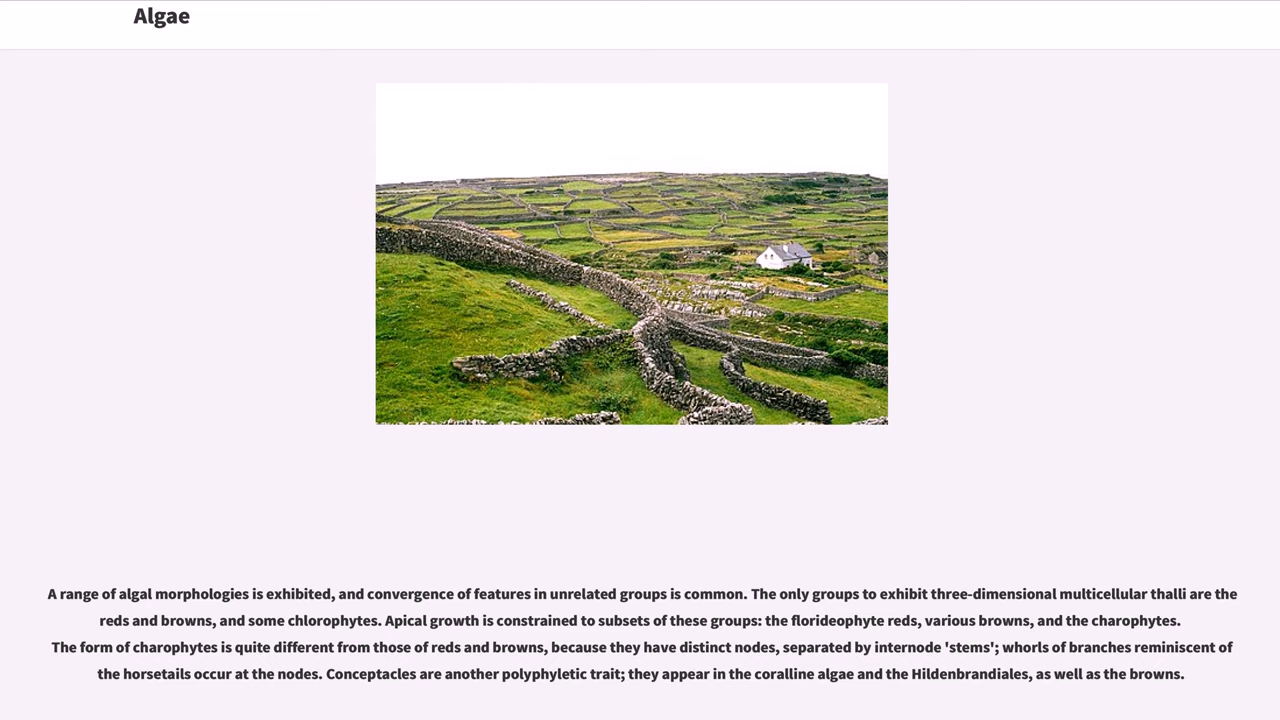 Algae
A range of algal morphologies is exhibited, and convergence of features in unrelated groups is common. The only groups to exhibit three-dimensional multicellular thalli are the
reds and browns, and some chlorophytes. Apical growth is constrained to subsets of these groups: the florideophyte reds, various browns, and the charophytes.
The form of charophytes is quite different from those of reds and browns, because they have distinct nodes, separated by internode 'stems'; whorls of branches reminiscent of
the horsetails occur at the nodes. Conceptacles are another polyphyletic trait; they appear in the coralline algae and the Hildenbrandiales, as well as the browns.